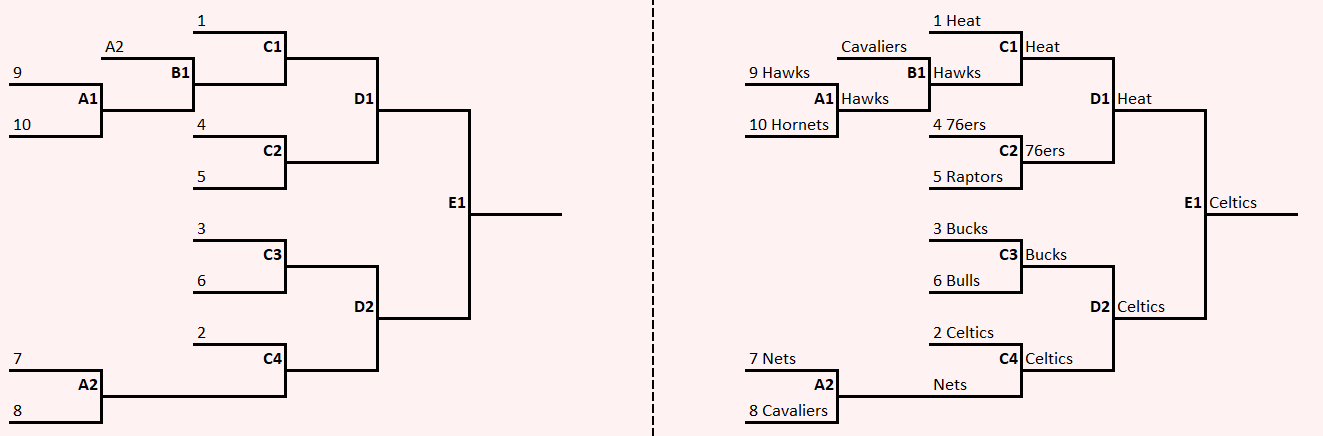 1
C1
A2
B1
9
A1
D1
10
4
C2
5
E1
3
C3
6
D2
2
C4
7
A2
8
1 Heat
C1 Heat
Cavaliers
B1 Hawks
9 Hawks
A1 Hawks
D1 Heat
10 Hornets
4 76ers
C2 76ers
5 Raptors
E1 Celtics
3 Bucks
C3 Bucks
6 Bulls
D2 Celtics
2 Celtics
C4 Celtics
7 Nets
A2
Nets
8 Cavaliers